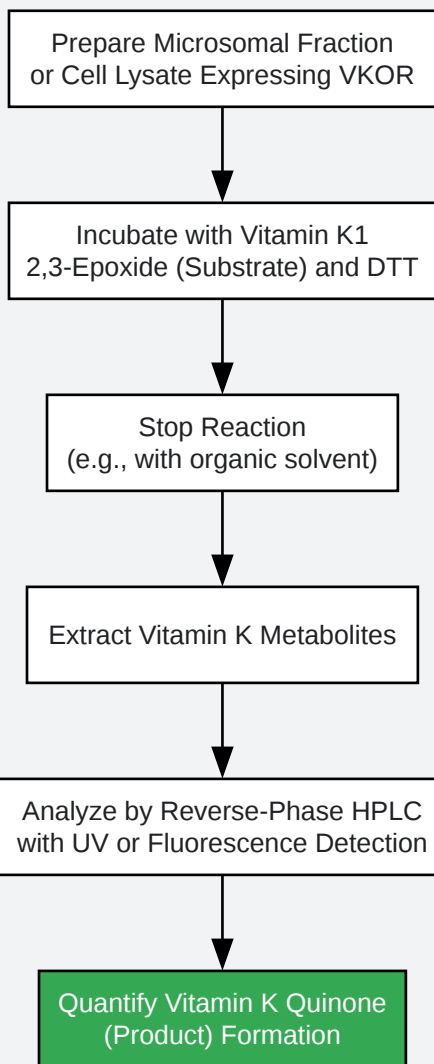 Prepare Microsomal Fraction
or Cell Lysate Expressing VKOR
Incubate with Vitamin K1
2,3-Epoxide (Substrate) and DTT
Stop Reaction
(e.g., with organic solvent)
Extract Vitamin K Metabolites
Analyze by Reverse-Phase HPLC
with UV or Fluorescence Detection
Quantify Vitamin K Quinone
(Product) Formation